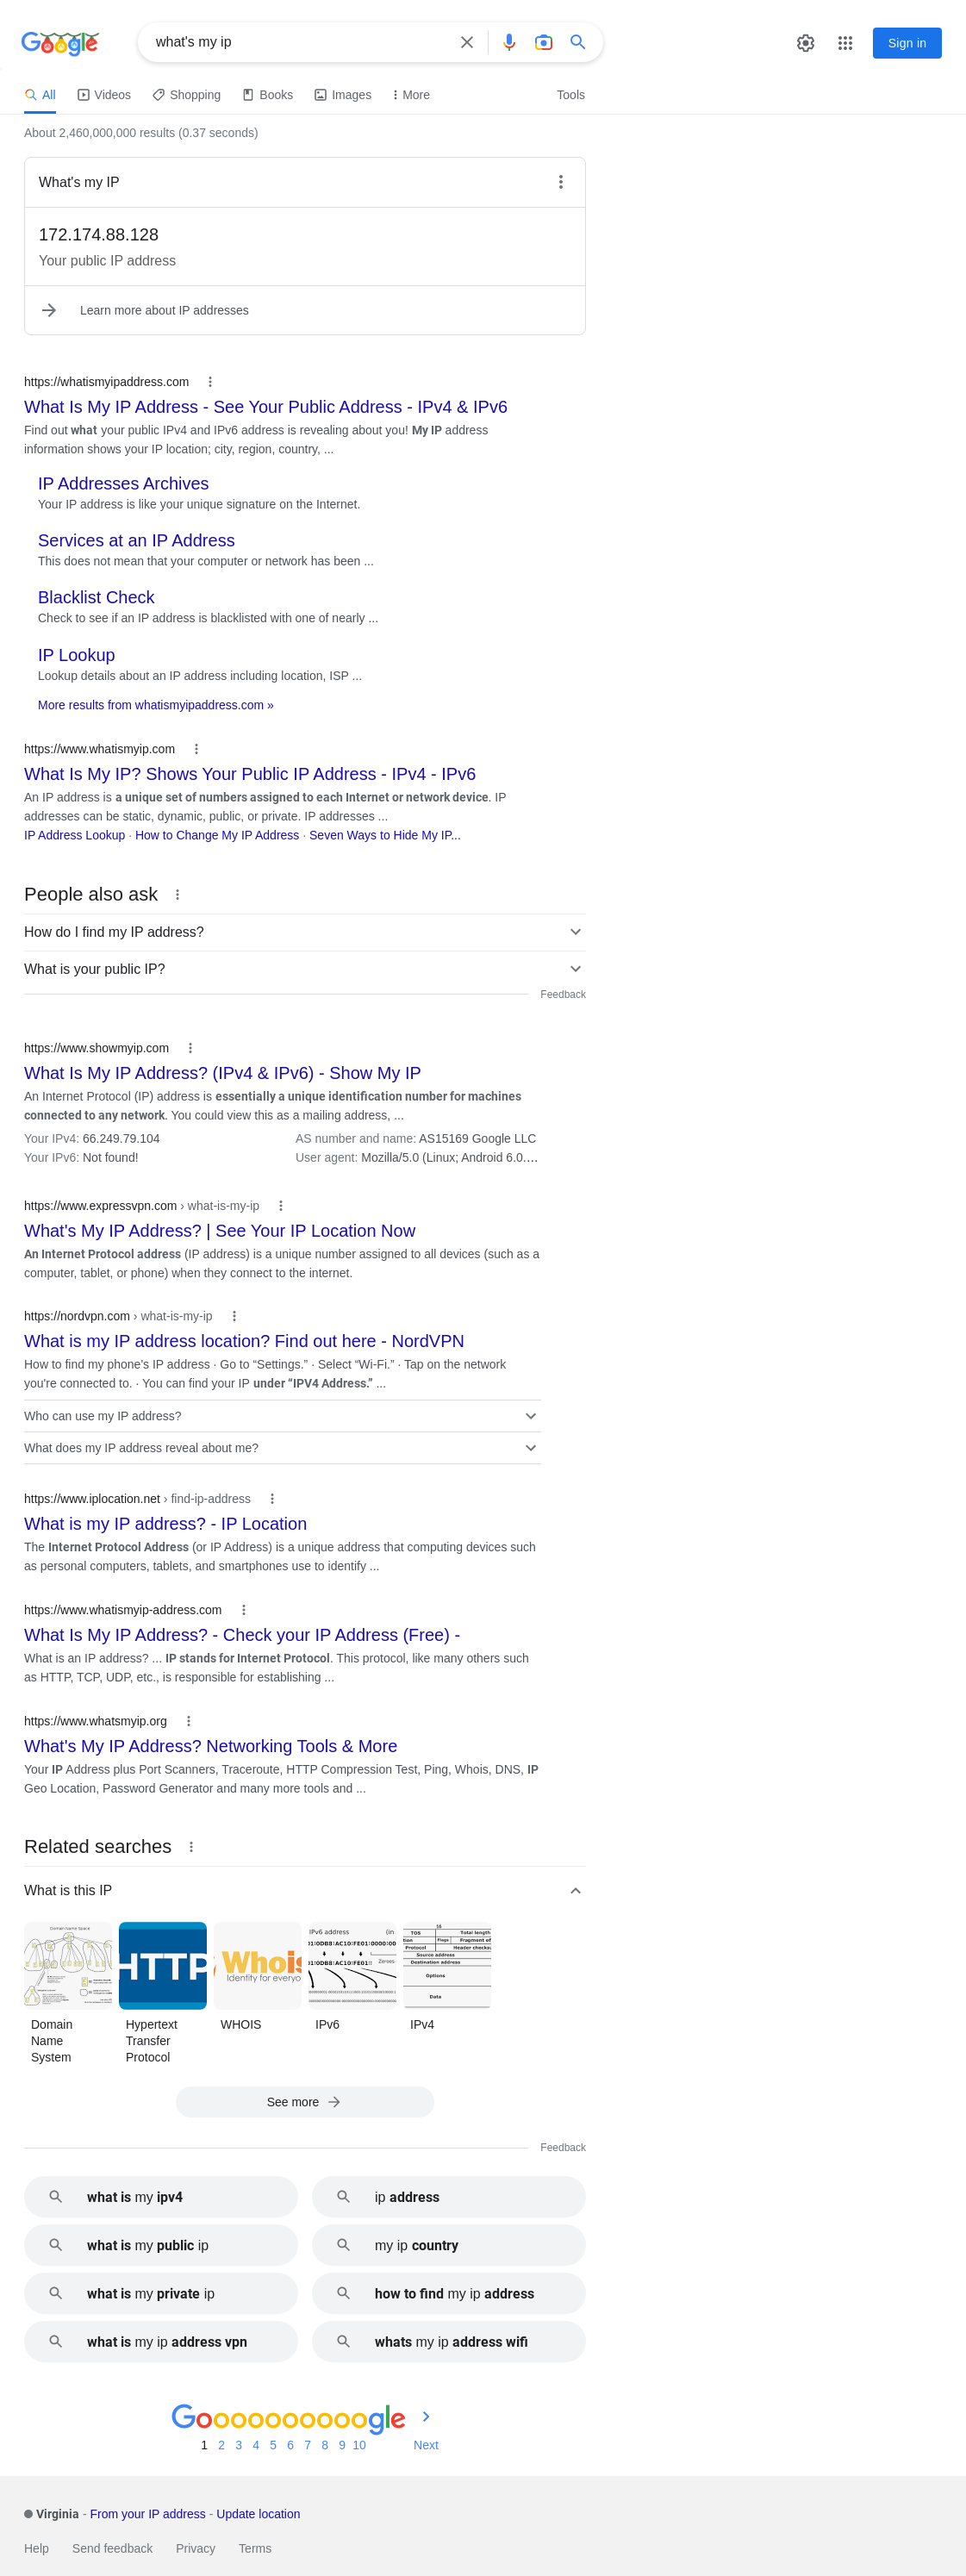 Google
what's my ip
Sign in
All
Videos
Shopping
Books
Images
More
Tools
About 2,460,000,000 results (0.37 seconds)
What's my IP
172.174.88.128
Your public IP address
Learn more about IP addresses
https://whatismyipaddress.com
What Is My IP Address - See Your Public Address - IPv4 & IPv6
Find out what your public IPv4 and IPv6 address is revealing about you! My IP address
information shows your IP location; city, region, country, ...
IP Addresses Archives
Your IP address is like your unique signature on the Internet.
Services at an IP Address
This does not mean that your computer or network has been ...
Blacklist Check
Check to see if an IP address is blacklisted with one of nearly ...
IP Lookup
Lookup details about an IP address including location, ISP ...
More results from whatismyipaddress.com »
https://www.whatismyip.com
What Is My IP? Shows Your Public IP Address - IPv4 - IPv6
An IP address is a unique set of numbers assigned to each Internet or network device. IP
addresses can be static, dynamic, public, or private. IP addresses ...
IP Address Lookup · How to Change My IP Address · Seven Ways to Hide My IP...
People also ask
How do I find my IP address?
What is your public IP?
Feedback
https://www.showmyip.com
What Is My IP Address? (IPv4 & IPv6) - Show My IP
An Internet Protocol (IP) address is essentially a unique identification number for machines
connected to any network. You could view this as a mailing address, ...
Your IPv4: 66.249.79.104
AS number and name: AS15169 Google LLC
Your IPv6: Not found!
User agent: Mozilla/5.0 (Linux; Android 6.0....
https://www.expressvpn.com › what-is-my-ip
What's My IP Address? | See Your IP Location Now
An Internet Protocol address (IP address) is a unique number assigned to all devices (such as a
computer, tablet, or phone) when they connect to the internet.
https://nordvpn.com › what-is-my-ip
What is my IP address location? Find out here - NordVPN
How to find my phone's IP address · Go to “Settings.” · Select “Wi-Fi.” · Tap on the network
you're connected to. · You can find your IP under “IPV4 Address.” ...
Who can use my IP address?
What does my IP address reveal about me?
https://www.iplocation.net › find-ip-address
What is my IP address? - IP Location
The Internet Protocol Address (or IP Address) is a unique address that computing devices such
as personal computers, tablets, and smartphones use to identify ...
https://www.whatismyip-address.com
What Is My IP Address? - Check your IP Address (Free) -
What is an IP address? ... IP stands for Internet Protocol. This protocol, like many others such
as HTTP, TCP, UDP, etc., is responsible for establishing ...
https://www.whatsmyip.org
What's My IP Address? Networking Tools & More
Your IP Address plus Port Scanners, Traceroute, HTTP Compression Test, Ping, Whois, DNS, IP
Geo Location, Password Generator and many more tools and ...
Related searches
What is this IP
Domain Name Space
HTTP
Whois
Identity for everyo
IPv6 address (in
Zeroes
16
TOS Total length
Flags Fragment of
Protocol Header checks
Source address
Destination address
Options
Data
Domain
Name
System
Hypertext
Transfer
Protocol
WHOIS
IPv6
IPv4
See more
Feedback
what is my ipv4
ip address
what is my public ip
my ip country
what is my private ip
how to find my ip address
what is my ip address vpn
whats my ip address wifi
Goooooooooogle
1 2 3 4 5 6 7 8 9 10 Next
Virginia - From your IP address - Update location
Help
Send feedback
Privacy
Terms